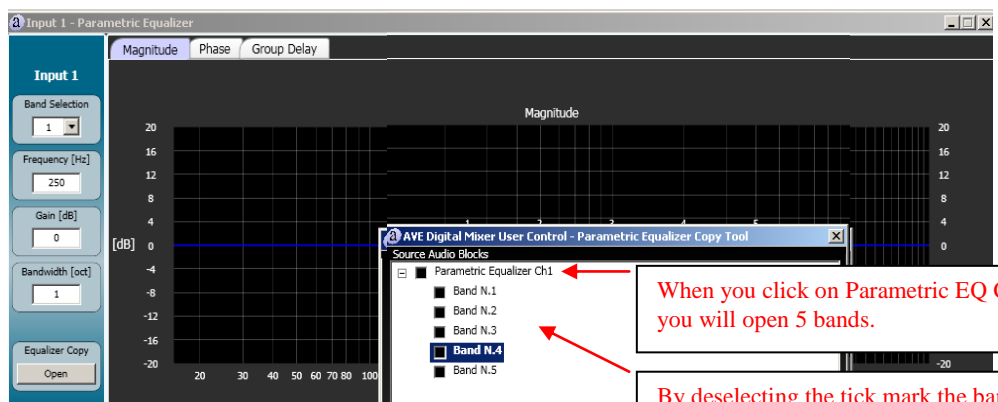 Input 1 - Parametric Equalizer
Magnitude Phase Group Delay
Input 1
Band Selection
1
Frequency [Hz]
250
Gain [dB]
0
Bandwidth [oct]
1
Equalizer Copy
Open
Magnitude
[dB]
20
16
12
8
4
0
-4
-8
-12
-16
-20
20 30 40 50 60 70 80 100
1 2 3 4 5
20
16
12
8
4
0
-20
AVE Digital Mixer User Control - Parametric Equalizer Copy Tool
Source Audio Blocks
Parametric Equalizer Ch1
Band N.1
Band N.2
Band N.3
Band N.4
Band N.5
When you click on Parametric EQ
you will open 5 bands.
By deselecting the tick mark the